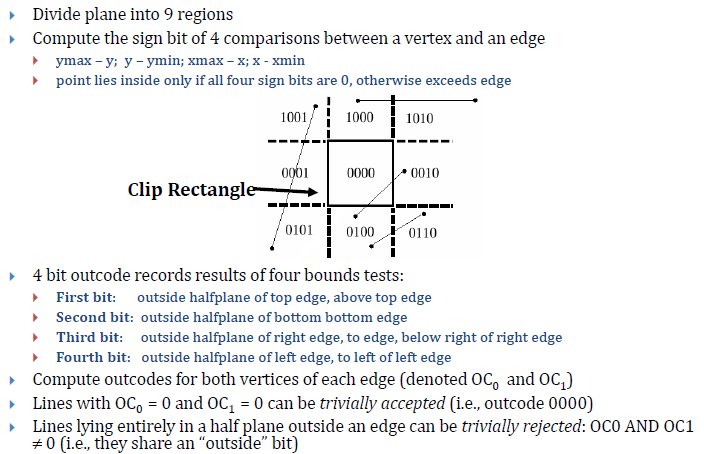 Divide plane into 9 regions
Compute the sign bit of 4 comparisons between a vertex and an edge
ymax – y; y – ymin; xmax – x; x - xmin
point lies inside only if all four sign bits are 0, otherwise exceeds edge
1001 1000 1010
0001 0000 0010
Clip Rectangle
0101 0100 0110
4 bit outcode records results of four bounds tests:
First bit: outside halfplane of top edge, above top edge
Second bit: outside halfplane of bottom bottom edge
Third bit: outside halfplane of right edge, to edge, below right of right edge
Fourth bit: outside halfplane of left edge, to left of left edge
Compute outcodes for both vertices of each edge (denoted OC₀ and OC₁)
Lines with OC₀ = 0 and OC₁ = 0 can be trivially accepted (i.e., outcode 0000)
Lines lying entirely in a half plane outside an edge can be trivially rejected: OC0 AND OC1
≠ 0 (i.e., they share an “outside” bit)